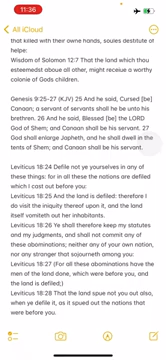 11:36
All iCloud
that killed with their owne hands, soules destitute of
helpe:
Wisdom of Solomon 12:7 That the land which thou
esteemedst aboue all other, might receiue a worthy
colonie of Gods children.
Genesis 9:25-27 (KJV) 25 And he said, Cursed [be]
Canaan; a servant of servants shall he be unto his
brethren. 26 And he said, Blessed [be] the LORD
God of Shem; and Canaan shall be his servant. 27
God shall enlarge Japheth, and he shall dwell in the
tents of Shem; and Canaan shall be his servant.
Leviticus 18:24 Defile not ye yourselves in any of
these things: for in all these the nations are defiled
which I cast out before you:
Leviticus 18:25 And the land is defiled: therefore I
do visit the iniquity thereof upon it, and the land
itself vomiteth out her inhabitants.
Leviticus 18:26 Ye shall therefore keep my statutes
and my judgments, and shall not commit any of
these abominations; neither any of your own
nation, nor any stranger that sojourneth among
you:
Leviticus 18:27 (For all these abominations have
the men of the land done, which were before you,
and the land is defiled;)
Leviticus 18:28 That the land spue not you out also,
when ye defile it, as it spued out the nations that
were before you.